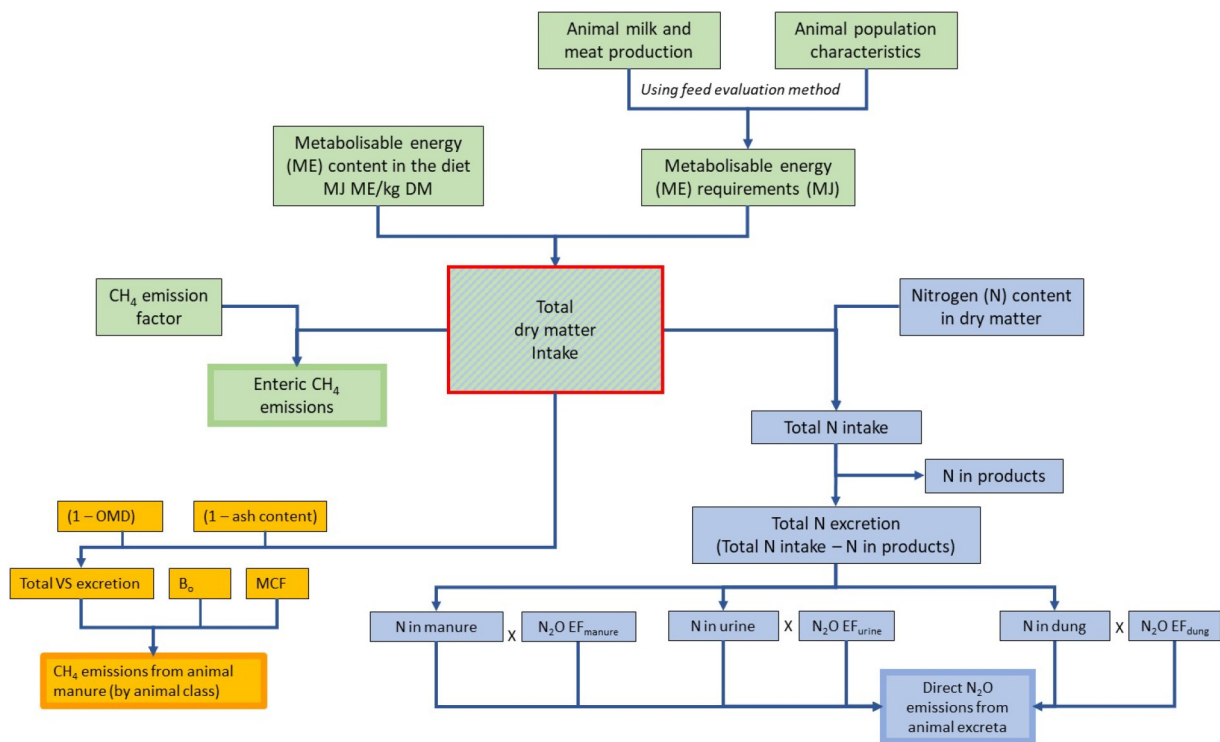 Animal milk and
meat production
Animal population
characteristics
Using feed evaluation method
Metabolisable energy
(ME) content in the diet
MJ ME/kg DM
Metabolisable energy
(ME) requirements (MJ)
CH₄ emission
factor
Total
dry matter
Intake
Nitrogen (N) content
in dry matter
Enteric CH₄
emissions
Total N intake
N in products
(1 – OMD)
(1 – ash content)
Total N excretion
(Total N intake – N in products)
Total VS excretion
Bₒ
MCF
N in manure
X
N₂O EFmanure
N in urine
X
N₂O EFurine
N in dung
X
N₂O EFdung
CH₄ emissions from animal
manure (by animal class)
Direct N₂O
emissions from
animal excreta